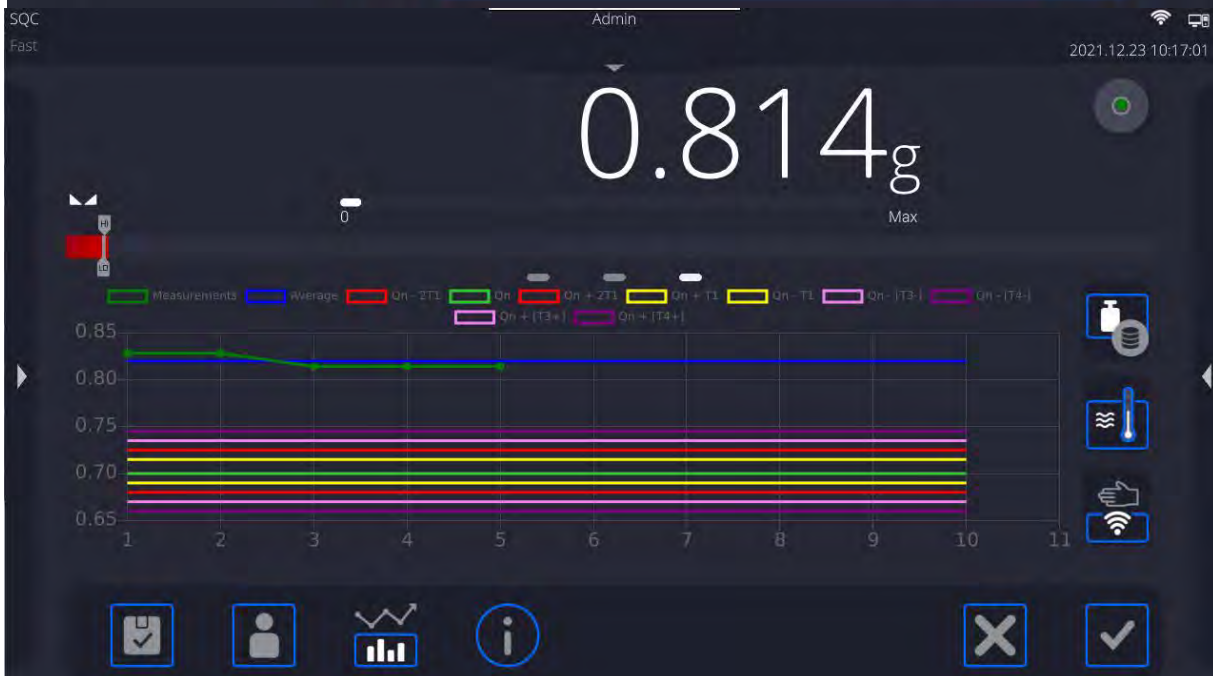 SQC
Admin
Fast
2021.12.23 10:17:01
0.814g
0
Max
HI
LO
Measurements Average Qn - 2T1 Qn Qn + 2T1 Qn + T1 Qn - T1 Qn - |T3-| Qn - |T4-|
Qn + |T3+| Qn + |T4+|
0.85
0.80
0.75
0.70
0.65
1 2 3 4 5 6 7 8 9 10 11
i